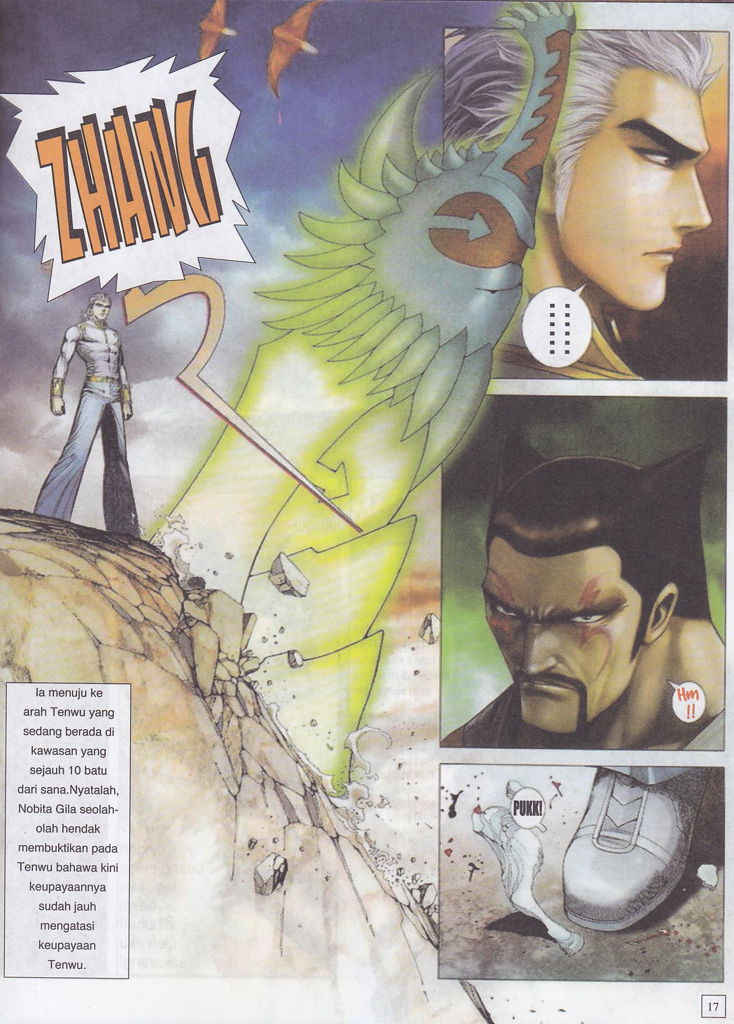 ZHANG
Hm
!!
PUKK!
Ia menuju ke
arah Tenwu yang
sedang berada di
kawasan yang
sejauh 10 batu
dari sana.Nyatalah,
Nobita Gila seolah-
olah hendak
membuktikan pada
Tenwu bahawa kini
keupayaannya
sudah jauh
mengatasi
keupayaan
Tenwu.
17